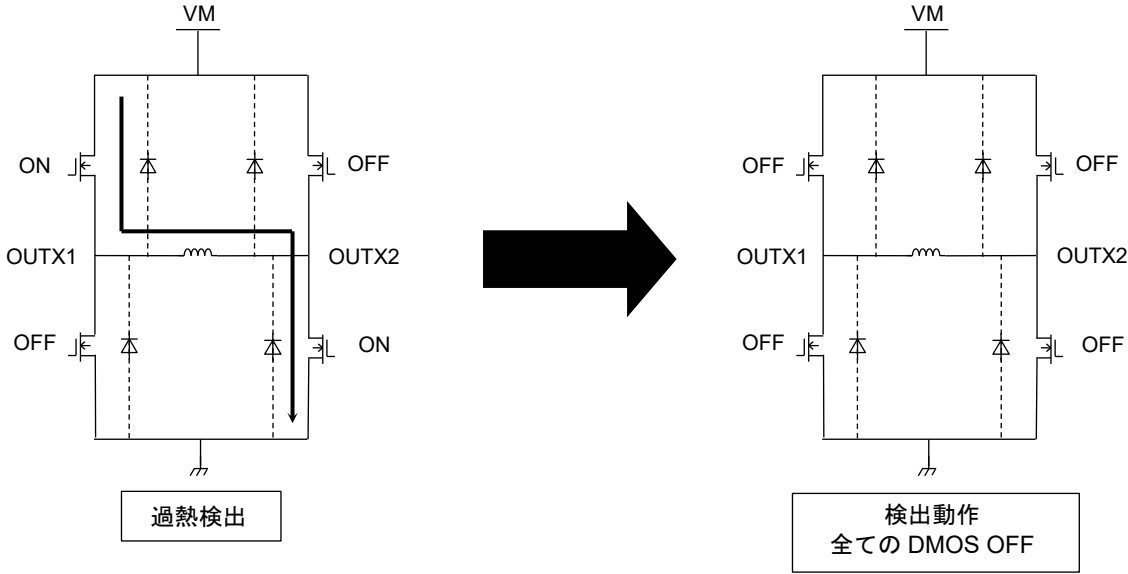 VM
ON
OFF
OUTX1
OUTX2
OFF
ON
過熱検出
VM
OFF
OFF
OUTX1
OUTX2
OFF
OFF
検出動作
全ての DMOS OFF